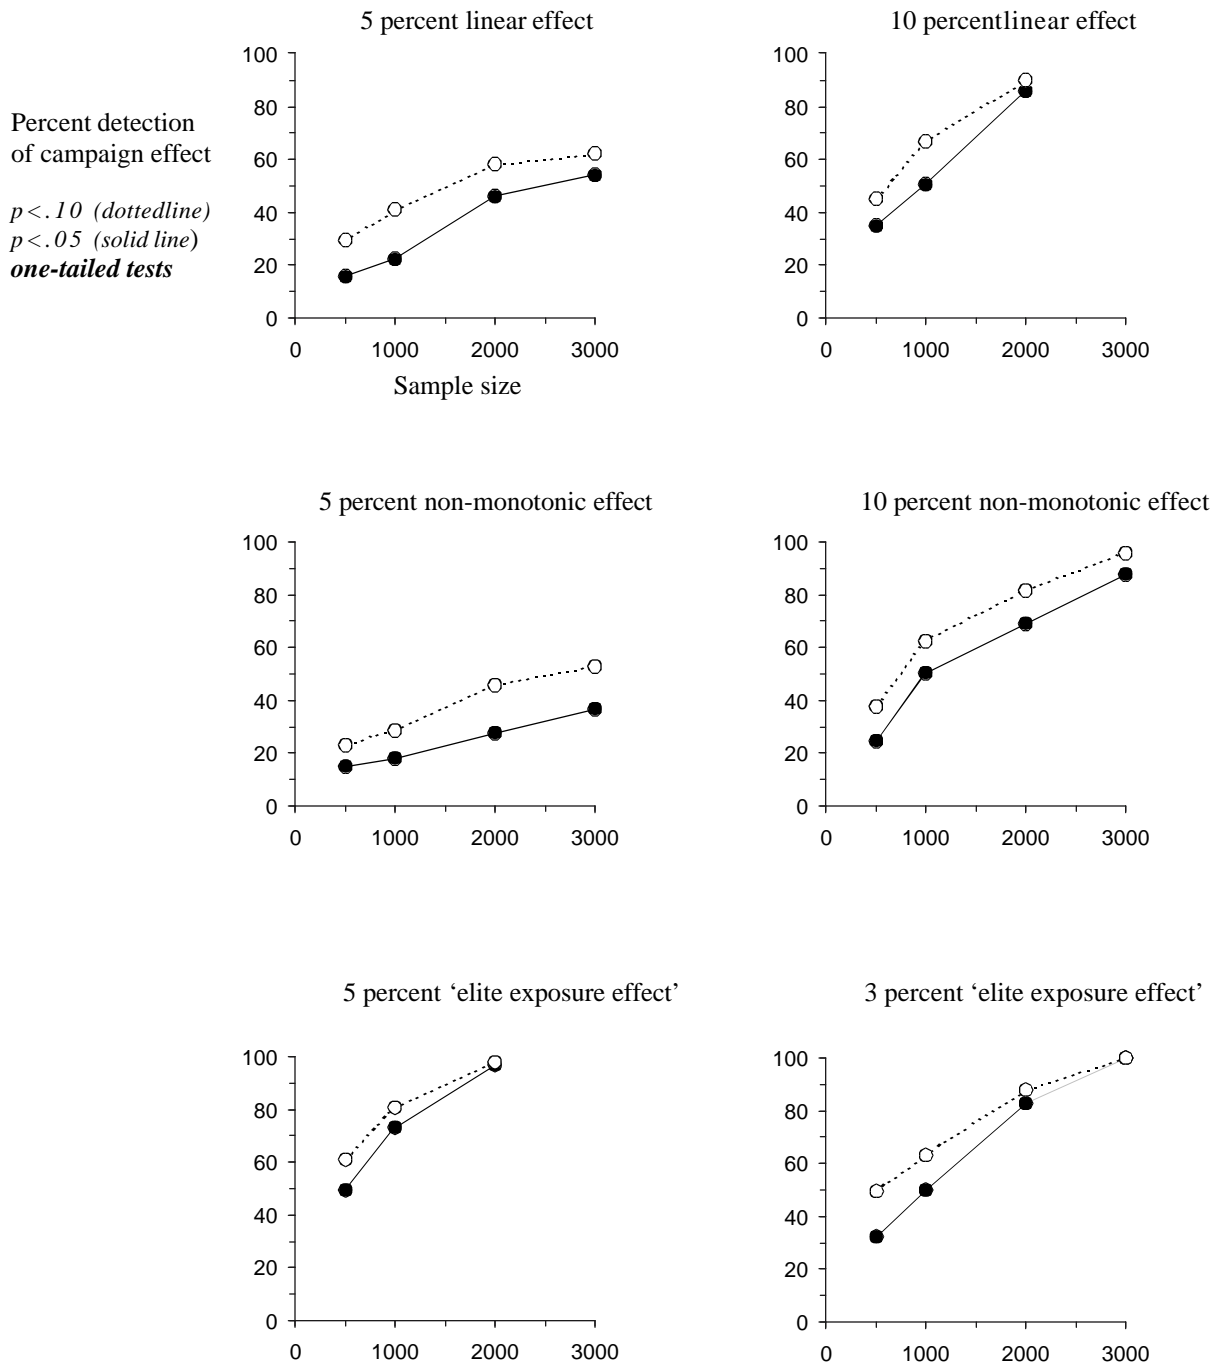 5 percent linear effect
10 percentlinear effect
Percent detection
of campaign effect
p<.10 (dottedline)
p<.05 (solid line)
one-tailed tests
100
80
60
40
20
0
0 1000 2000 3000
Sample size
100
80
60
40
20
0
0 1000 2000 3000
5 percent non-monotonic effect
100
80
60
40
20
0
0 1000 2000 3000
10 percent non-monotonic effect
100
80
60
40
20
0
0 1000 2000 3000
5 percent ‘elite exposure effect’
100
80
60
40
20
0
0 1000 2000 3000
3 percent ‘elite exposure effect’
100
80
60
40
20
0
0 1000 2000 3000